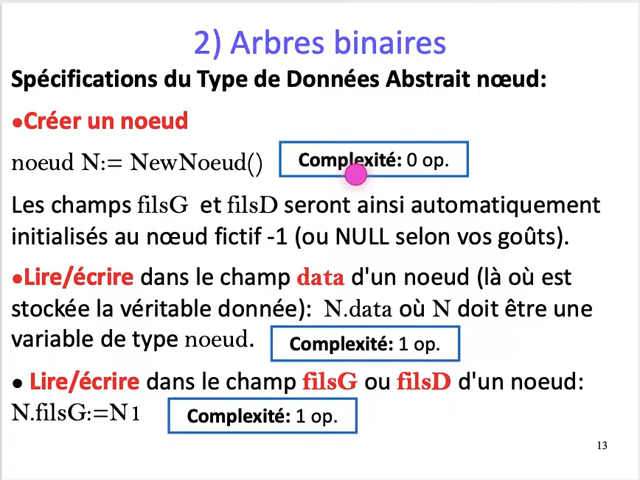 2) Arbres binaires
Spécifications du Type de Données Abstrait nœud:
•Créer un noeud
noeud N:= NewNoeud()
Complexité: 0 op.
Les champs filsG et filsD seront ainsi automatiquement
initialisés au nœud fictif -1 (ou NULL selon vos goûts).
•Lire/écrire dans le champ data d'un noeud (là où est
stockée la véritable donnée): N.data où N doit être une
variable de type noeud.
Complexité: 1 op.
• Lire/écrire dans le champ filsG ou filsD d'un noeud:
N.filsG:=N1
Complexité: 1 op.
13